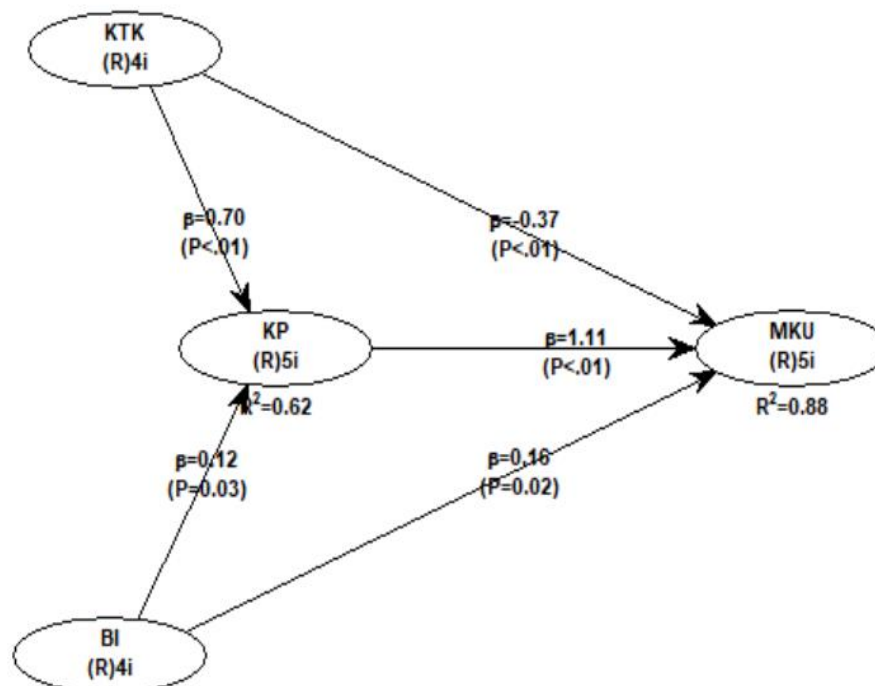 KTK
(R)4i
β=0.70
(P<.01)
β=-0.37
(P<.01)
KP
(R)5i
R²=0.62
β=1.11
(P<.01)
MKU
(R)5i
R²=0.88
β=0.12
(P=0.03)
β=0.16
(P=0.02)
BI
(R)4i